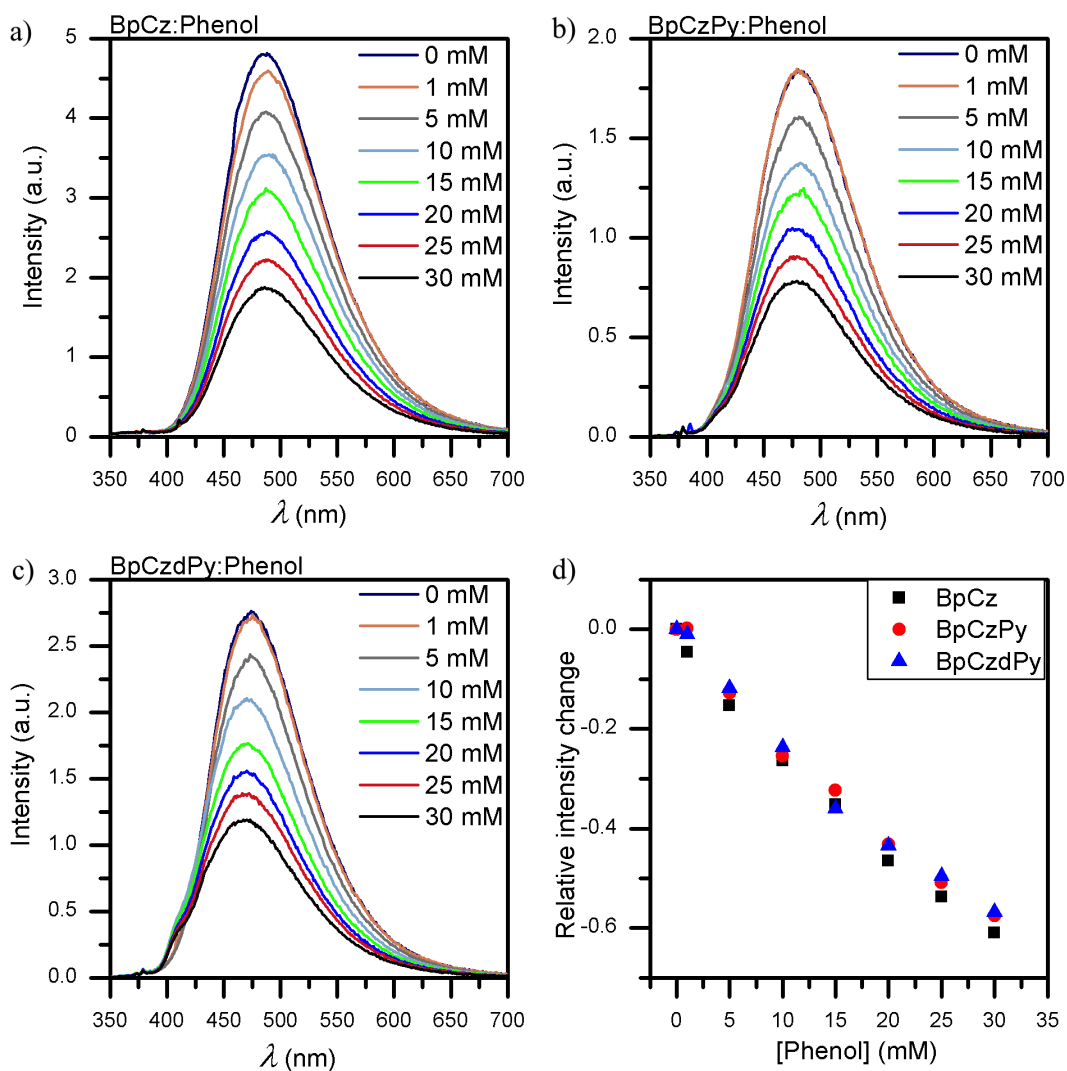 a)
BpCz:Phenol
5
4
3
2
1
0
Intensity (a.u.)
0 mM
1 mM
5 mM
10 mM
15 mM
20 mM
25 mM
30 mM
350 400 450 500 550 600 650 700
λ (nm)
b)
BpCzPy:Phenol
2.0
1.5
1.0
0.5
0.0
Intensity (a.u.)
0 mM
1 mM
5 mM
10 mM
15 mM
20 mM
25 mM
30 mM
350 400 450 500 550 600 650 700
λ (nm)
c)
BpCzdPy:Phenol
3.0
2.5
2.0
1.5
1.0
0.5
0.0
Intensity (a.u.)
0 mM
1 mM
5 mM
10 mM
15 mM
20 mM
25 mM
30 mM
350 400 450 500 550 600 650 700
λ (nm)
d)
0.0
-0.2
-0.4
-0.6
Relative intensity change
BpCz
BpCzPy
BpCzdPy
0 5 10 15 20 25 30 35
[Phenol] (mM)